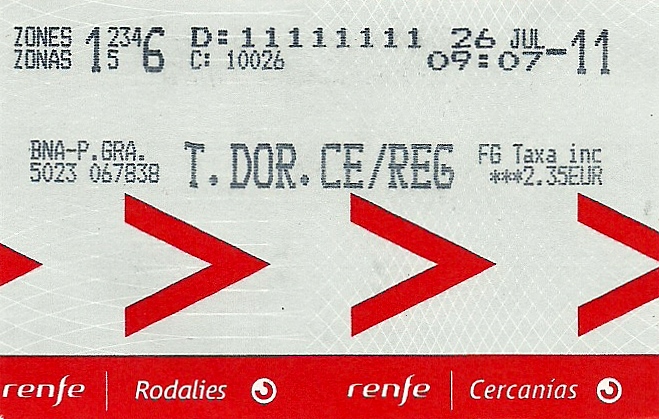 ZONES 1 234 6 D:11111111 26 JUL-11
ZONAS 5 C: 10026 09:07
BNA-P.GRA. T. DOR. CE/REG FG Taxa inc
5023 067838 ***2.35EUR
renfe Rodalies renfe Cercanías